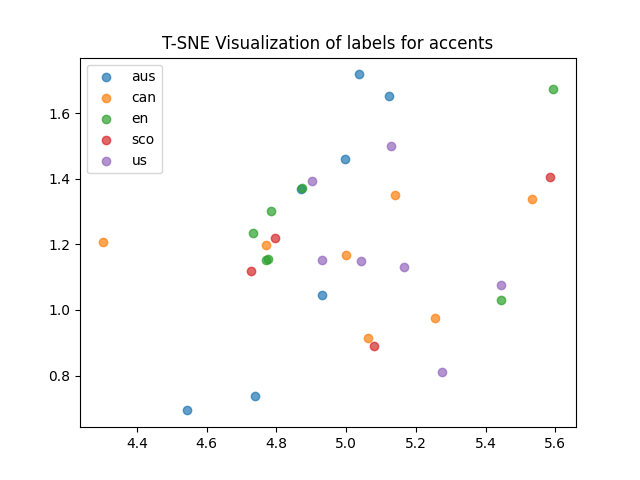 T-SNE Visualization of labels for accents
aus
can
en
sco
us
1.6
1.4
1.2
1.0
0.8
4.4 4.6 4.8 5.0 5.2 5.4 5.6